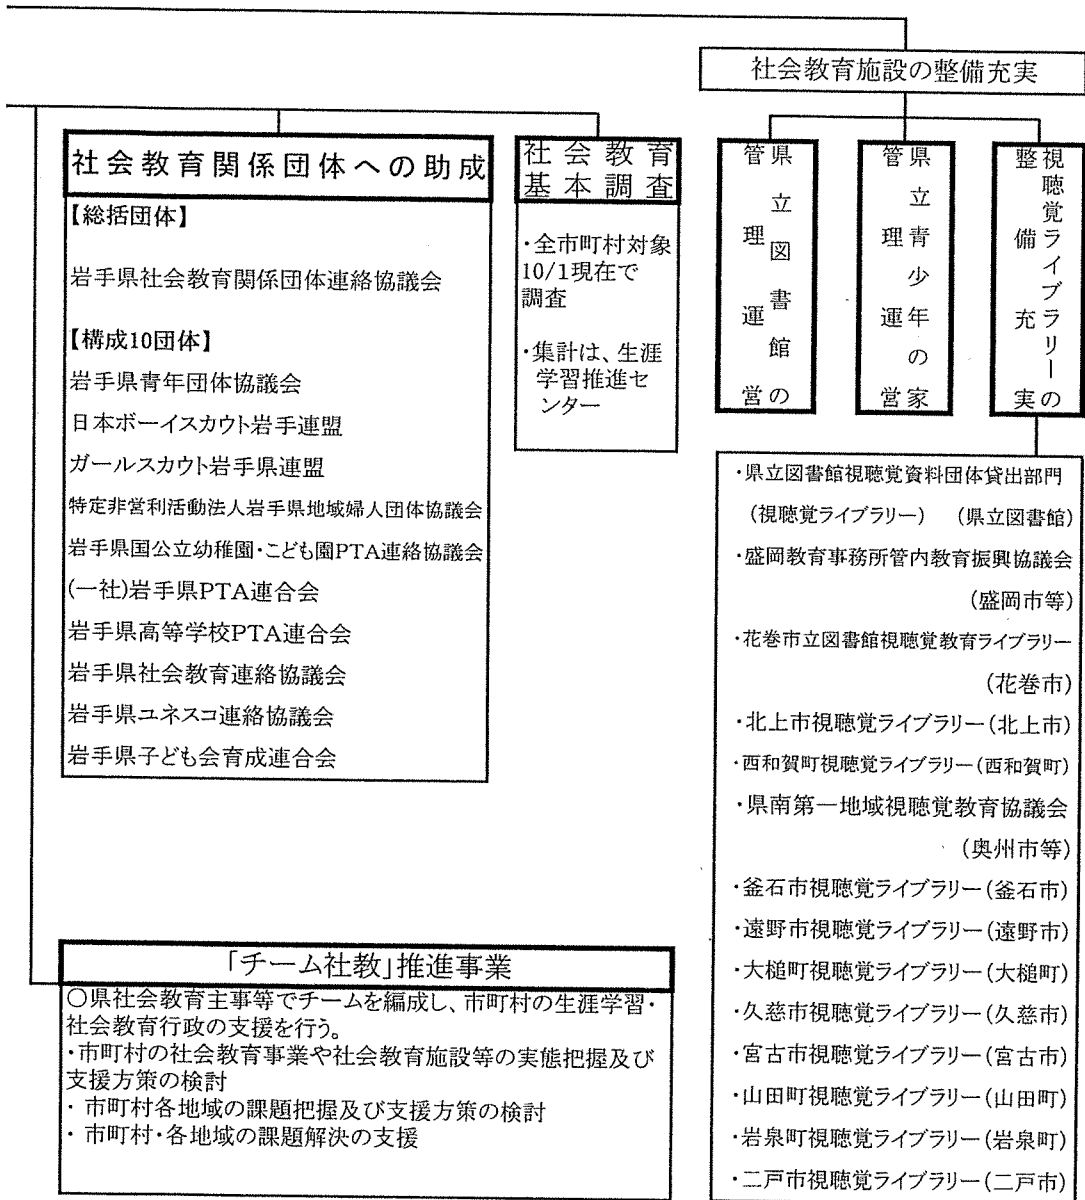 社会教育施設の整備充実
社会教育関係団体への助成
【総括団体】
岩手県社会教育関係団体連絡協議会
【構成10団体】
岩手県青年団体協議会
日本ボーイスカウト岩手連盟
ガールスカウト岩手県連盟
特定非営利活動法人岩手県地域婦人団体協議会
岩手県国公立幼稚園・こども園PTA連絡協議会
(一社)岩手県PTA連合会
岩手県高等学校PTA連合会
岩手県社会教育連絡協議会
岩手県ユネスコ連絡協議会
岩手県子ども会育成連合会
社会教育
基本調査
・全市町村対象
10/1現在で
調査
・集計は、生涯
学習推進セ
ンター
県立図書館の
管理運営
県立青少年の家
管理運営
視聴覚ライブラリーの
整備充実
・県立図書館視聴覚資料団体貸出部門
(視聴覚ライブラリー) (県立図書館)
・盛岡教育事務所管内教育振興協議会
(盛岡市等)
・花巻市立図書館視聴覚教育ライブラリー
(花巻市)
・北上市視聴覚ライブラリー(北上市)
・西和賀町視聴覚ライブラリー(西和賀町)
・県南第一地域視聴覚教育協議会
(奥州市等)
・釜石市視聴覚ライブラリー(釜石市)
・遠野市視聴覚ライブラリー(遠野市)
・大槌町視聴覚ライブラリー(大槌町)
・久慈市視聴覚ライブラリー(久慈市)
・宮古市視聴覚ライブラリー(宮古市)
・山田町視聴覚ライブラリー(山田町)
・岩泉町視聴覚ライブラリー(岩泉町)
・二戸市視聴覚ライブラリー(二戸市)
「チーム社教」推進事業
○県社会教育主事等でチームを編成し、市町村の生涯学習・
社会教育行政の支援を行う。
・市町村の社会教育事業や社会教育施設等の実態把握及び
支援方策の検討
・ 市町村各地域の課題把握及び支援方策の検討
・ 市町村・各地域の課題解決の支援